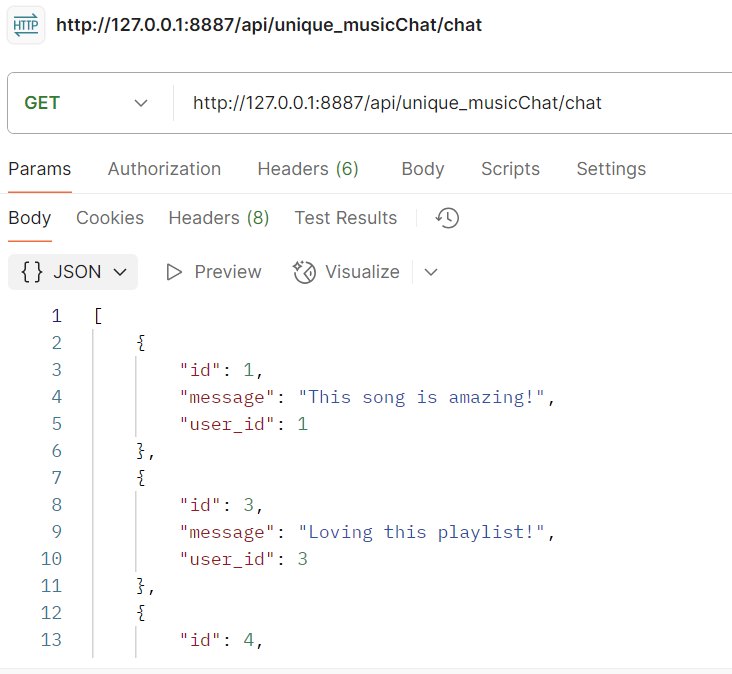 HTTP http://127.0.0.1:8887/api/unique_musicChat/chat
GET http://127.0.0.1:8887/api/unique_musicChat/chat
Params Authorization Headers (6) Body Scripts Settings
Body Cookies Headers (8) Test Results
{} JSON Preview Visualize
1 [
2 {
3 "id": 1,
4 "message": "This song is amazing!",
5 "user_id": 1
6 },
7 {
8 "id": 3,
9 "message": "Loving this playlist!",
10 "user_id": 3
11 },
12 {
13 "id": 4,